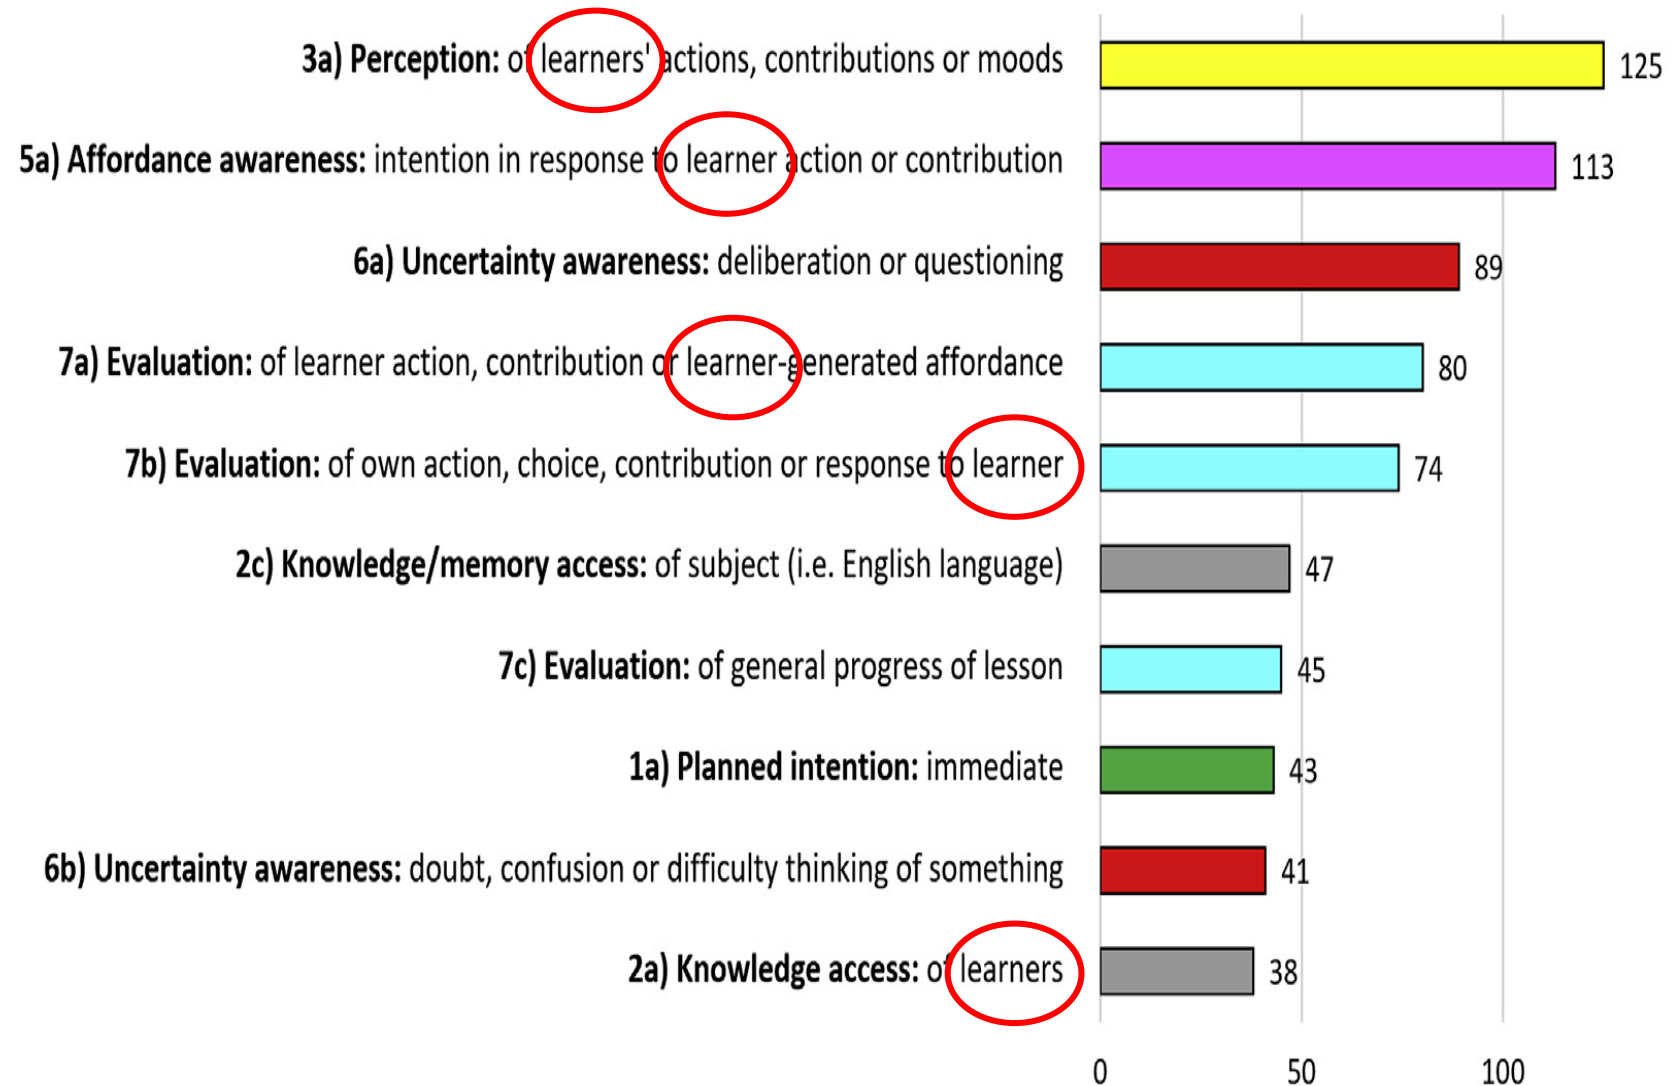 3a) Perception: of learners' actions, contributions or moods 125
5a) Affordance awareness: intention in response to learner action or contribution 113
6a) Uncertainty awareness: deliberation or questioning 89
7a) Evaluation: of learner action, contribution or learner-generated affordance 80
7b) Evaluation: of own action, choice, contribution or response to learner 74
2c) Knowledge/memory access: of subject (i.e. English language) 47
7c) Evaluation: of general progress of lesson 45
1a) Planned intention: immediate 43
6b) Uncertainty awareness: doubt, confusion or difficulty thinking of something 41
2a) Knowledge access: of learners 38
0 50 100